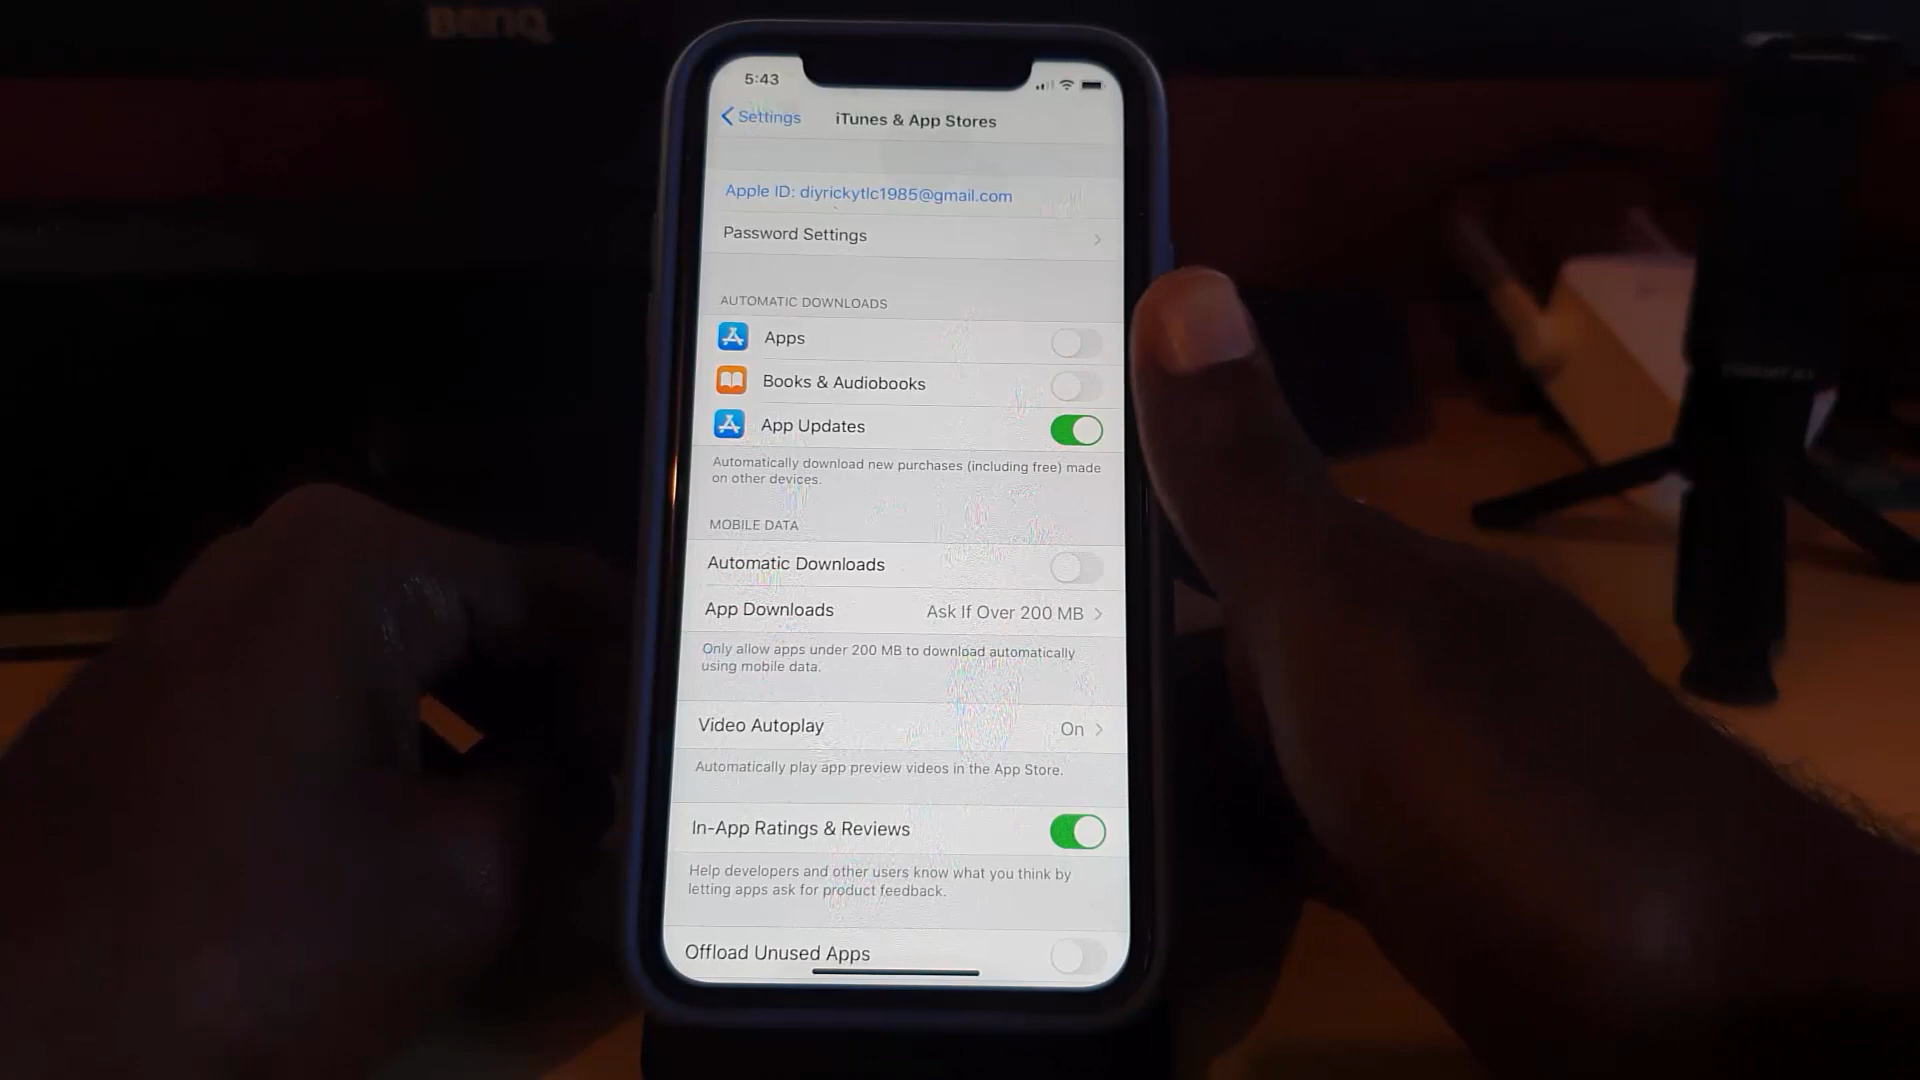 BenQ
5:43
Settings
iTunes & App Stores
Apple ID: diyrickytlc1985@gmail.com
Password Settings
AUTOMATIC DOWNLOADS
Apps
Books & Audiobooks
App Updates
Automatically download new purchases (including free) made
on other devices.
MOBILE DATA
Automatic Downloads
App Downloads Ask If Over 200 MB
Only allow apps under 200 MB to download automatically
using mobile data.
Video Autoplay On
Automatically play app preview videos in the App Store.
In-App Ratings & Reviews
Help developers and other users know what you think by
letting apps ask for product feedback.
Offload Unused Apps